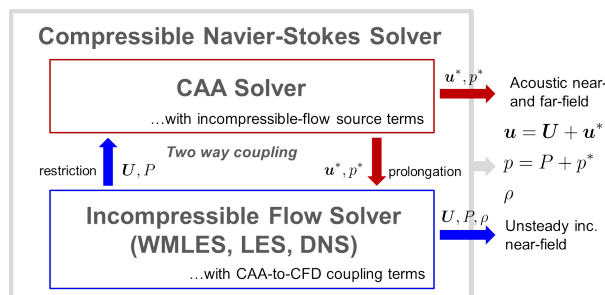 Compressible Navier-Stokes Solver
CAA Solver
…with incompressible-flow source terms
u*, p*
Acoustic near-
and far-field
u = U + u*
p = P + p*
ρ
restriction
U, P
Two way coupling
u*, p*
prolongation
Incompressible Flow Solver
(WMLES, LES, DNS)
…with CAA-to-CFD coupling terms
U, P, ρ
Unsteady inc.
near-field